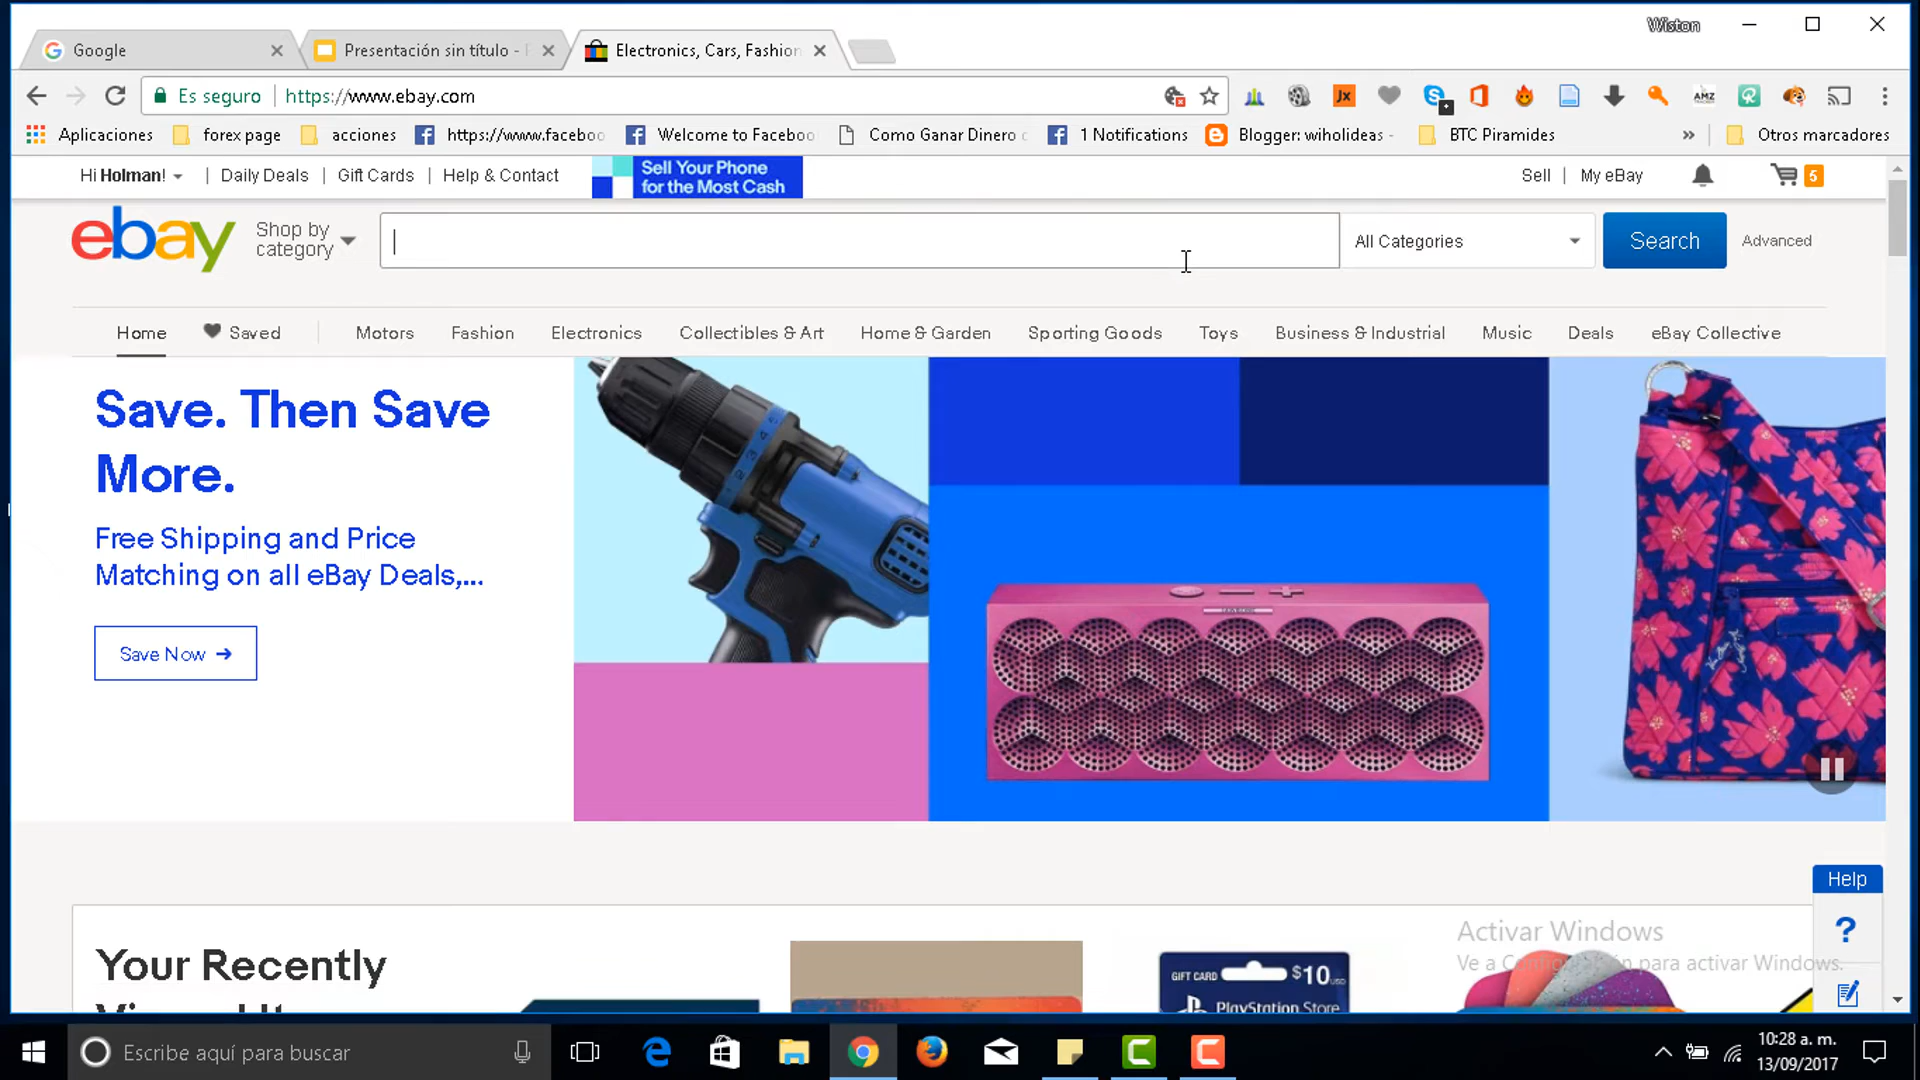 Wiston
Google
Presentación sin título -
Electronics, Cars, Fashion
Es seguro
https://www.ebay.com
Aplicaciones
forex page
acciones
https://www.facebo
Welcome to Faceboo
Como Ganar Dinero
1 Notifications
Blogger: wiholideas -
BTC Piramides
»
Otros marcadores
Hi Holman!
Daily Deals
Gift Cards
Help & Contact
Sell Your Phone
for the Most Cash
Sell
My eBay
5
ebay
Shop by
category
All Categories
Search
Advanced
Home
Saved
Motors
Fashion
Electronics
Collectibles & Art
Home & Garden
Sporting Goods
Toys
Business & Industrial
Music
Deals
eBay Collective
Save. Then Save
More.
Free Shipping and Price
Matching on all eBay Deals,...
Save Now →
Help
?
Your Recently
GIFT CARD
$10
PlayStation Store
Activar Windows
Ve a Configuración para activar Windows.
Escribe aquí para buscar
10:28 a. m.
13/09/2017